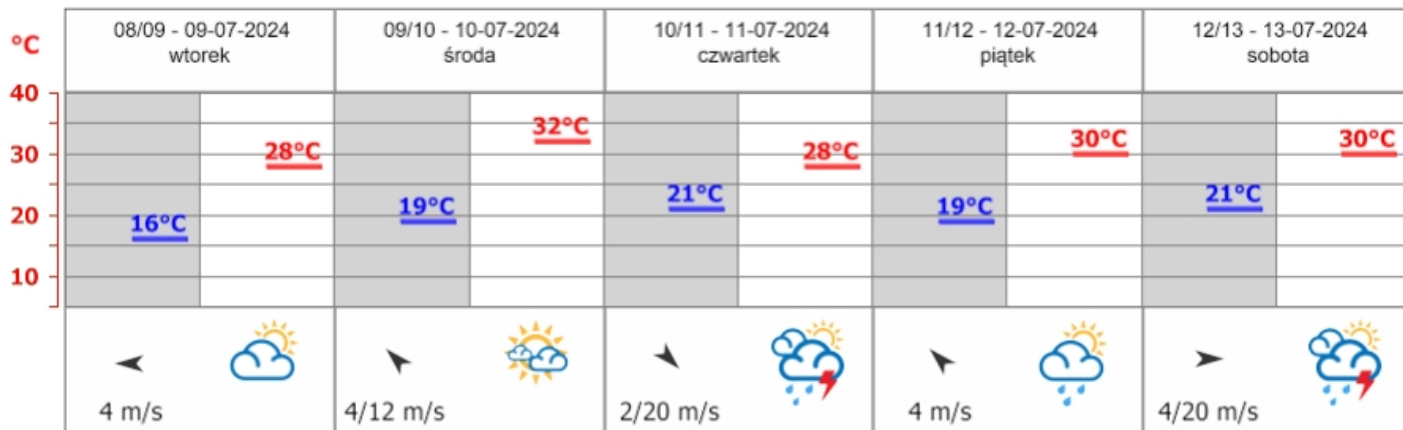 °C
08/09 - 09-07-2024
wtorek
09/10 - 10-07-2024
środa
10/11 - 11-07-2024
czwartek
11/12 - 12-07-2024
piątek
12/13 - 13-07-2024
sobota
40
30
20
10
16°C
28°C
19°C
32°C
21°C
28°C
19°C
30°C
21°C
30°C
4 m/s
4/12 m/s
2/20 m/s
4 m/s
4/20 m/s